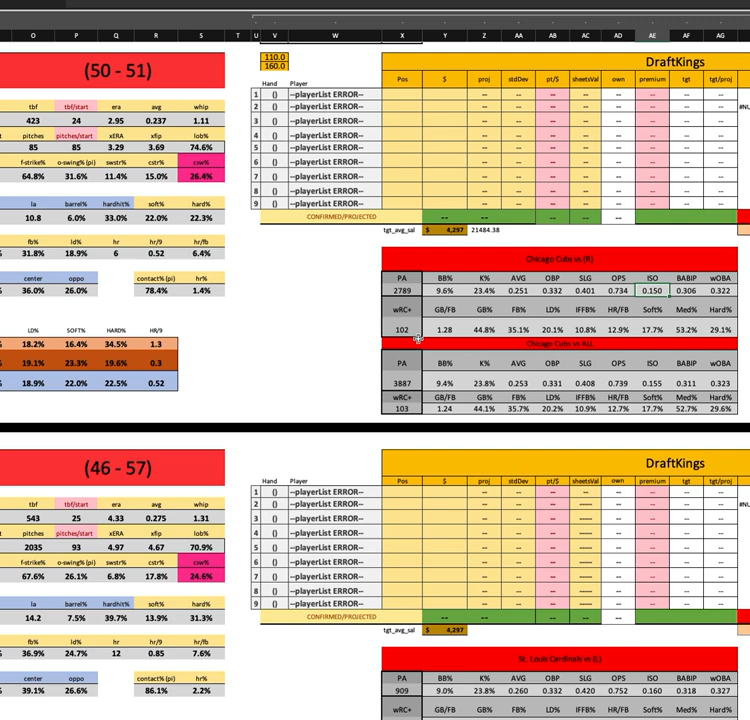 O P Q R S T U V W X Y Z AA AB AC AD AE AF AG
(50 - 51)
110.0
160.0
DraftKings
Hand Player Pos $ proj stdDev pt/$ sheetsVal own premium tgt tgt/proj
tbf tbf/start era avg whip
423 24 2.95 0.237 1.11
pitches pitches/start xERA xfip lob%
85 85 3.29 3.69 74.6%
f-strike% o-swing% (pi) swstr% cstr% csw%
64.8% 31.6% 11.4% 15.0% 26.4%
la barrel% hardhit% soft% hard%
10.8 6.0% 33.0% 22.0% 22.3%
fb% ld% hr hr/9 hr/fb
31.8% 18.9% 6 0.52 6.4%
center oppo contact% (pi) hr%
36.0% 26.0% 78.4% 1.4%
LD% SOFT% HARD% HR/9
18.2% 16.4% 34.5% 1.3
19.1% 23.3% 19.6% 0.3
18.9% 22.0% 22.5% 0.52
1 () --playerList ERROR-- -- -- -- -- -- -- -- --
2 () --playerList ERROR-- -- -- -- -- -- -- -- --
3 () --playerList ERROR-- -- -- -- -- -- -- -- --
4 () --playerList ERROR-- -- -- -- -- -- -- -- --
5 () --playerList ERROR-- -- -- -- -- -- -- -- --
6 () --playerList ERROR-- -- -- -- -- -- -- -- --
7 () --playerList ERROR-- -- -- -- -- -- -- -- --
8 () --playerList ERROR-- -- -- -- -- -- -- -- --
9 () --playerList ERROR-- -- -- -- -- -- -- -- --
CONFIRMED/PROJECTED -- -- -- -- --
tgt_avg_sal $ 4,297 21484.38
Chicago Cubs vs (R)
PA BB% K% AVG OBP SLG OPS ISO BABIP wOBA
2789 9.6% 23.4% 0.251 0.332 0.401 0.734 0.150 0.306 0.322
wRC+ GB/FB GB% FB% LD% IFFB% HR/FB Soft% Med% Hard%
102 1.28 44.8% 35.1% 20.1% 10.8% 12.9% 17.7% 53.2% 29.1%
Chicago Cubs vs ALL
PA BB% K% AVG OBP SLG OPS ISO BABIP wOBA
3887 9.4% 23.8% 0.253 0.331 0.408 0.739 0.155 0.311 0.323
wRC+ GB/FB GB% FB% LD% IFFB% HR/FB Soft% Med% Hard%
103 1.24 44.1% 35.7% 20.2% 10.9% 12.7% 17.7% 52.7% 29.6%
(46 - 57)
DraftKings
Hand Player Pos $ proj stdDev pt/$ sheetsVal own premium tgt tgt/proj
tbf tbf/start era avg whip
543 25 4.33 0.275 1.31
pitches pitches/start xERA xfip lob%
2035 93 4.97 4.67 70.9%
f-strike% o-swing% (pi) swstr% cstr% csw%
67.6% 26.1% 6.8% 17.8% 24.6%
la barrel% hardhit% soft% hard%
14.2 7.5% 39.7% 13.9% 31.3%
fb% ld% hr hr/9 hr/fb
36.9% 24.7% 12 0.85 7.6%
center oppo contact% (pi) hr%
39.1% 26.6% 86.1% 2.2%
1 () --playerList ERROR-- -- -- -- -- -- -- -- --
2 () --playerList ERROR-- -- -- -- ----- -- -- -- --
3 () --playerList ERROR-- -- -- -- ----- -- -- -- --
4 () --playerList ERROR-- -- -- -- ----- -- -- -- --
5 () --playerList ERROR-- -- -- -- ----- -- -- -- --
6 () --playerList ERROR-- -- -- -- ----- -- -- -- --
7 () --playerList ERROR-- -- -- -- ----- -- -- -- --
8 () --playerList ERROR-- -- -- -- ----- -- -- -- --
9 () --playerList ERROR-- -- -- -- ----- -- -- -- --
CONFIRMED/PROJECTED -- -- -- -- --
tgt_avg_sal $ 4,297
St. Louis Cardinals vs (L)
PA BB% K% AVG OBP SLG OPS ISO BABIP wOBA
909 9.0% 23.8% 0.260 0.332 0.420 0.752 0.160 0.318 0.327
wRC+ GB/FB GB% FB% LD% IFFB% HR/FB Soft% Med% Hard%